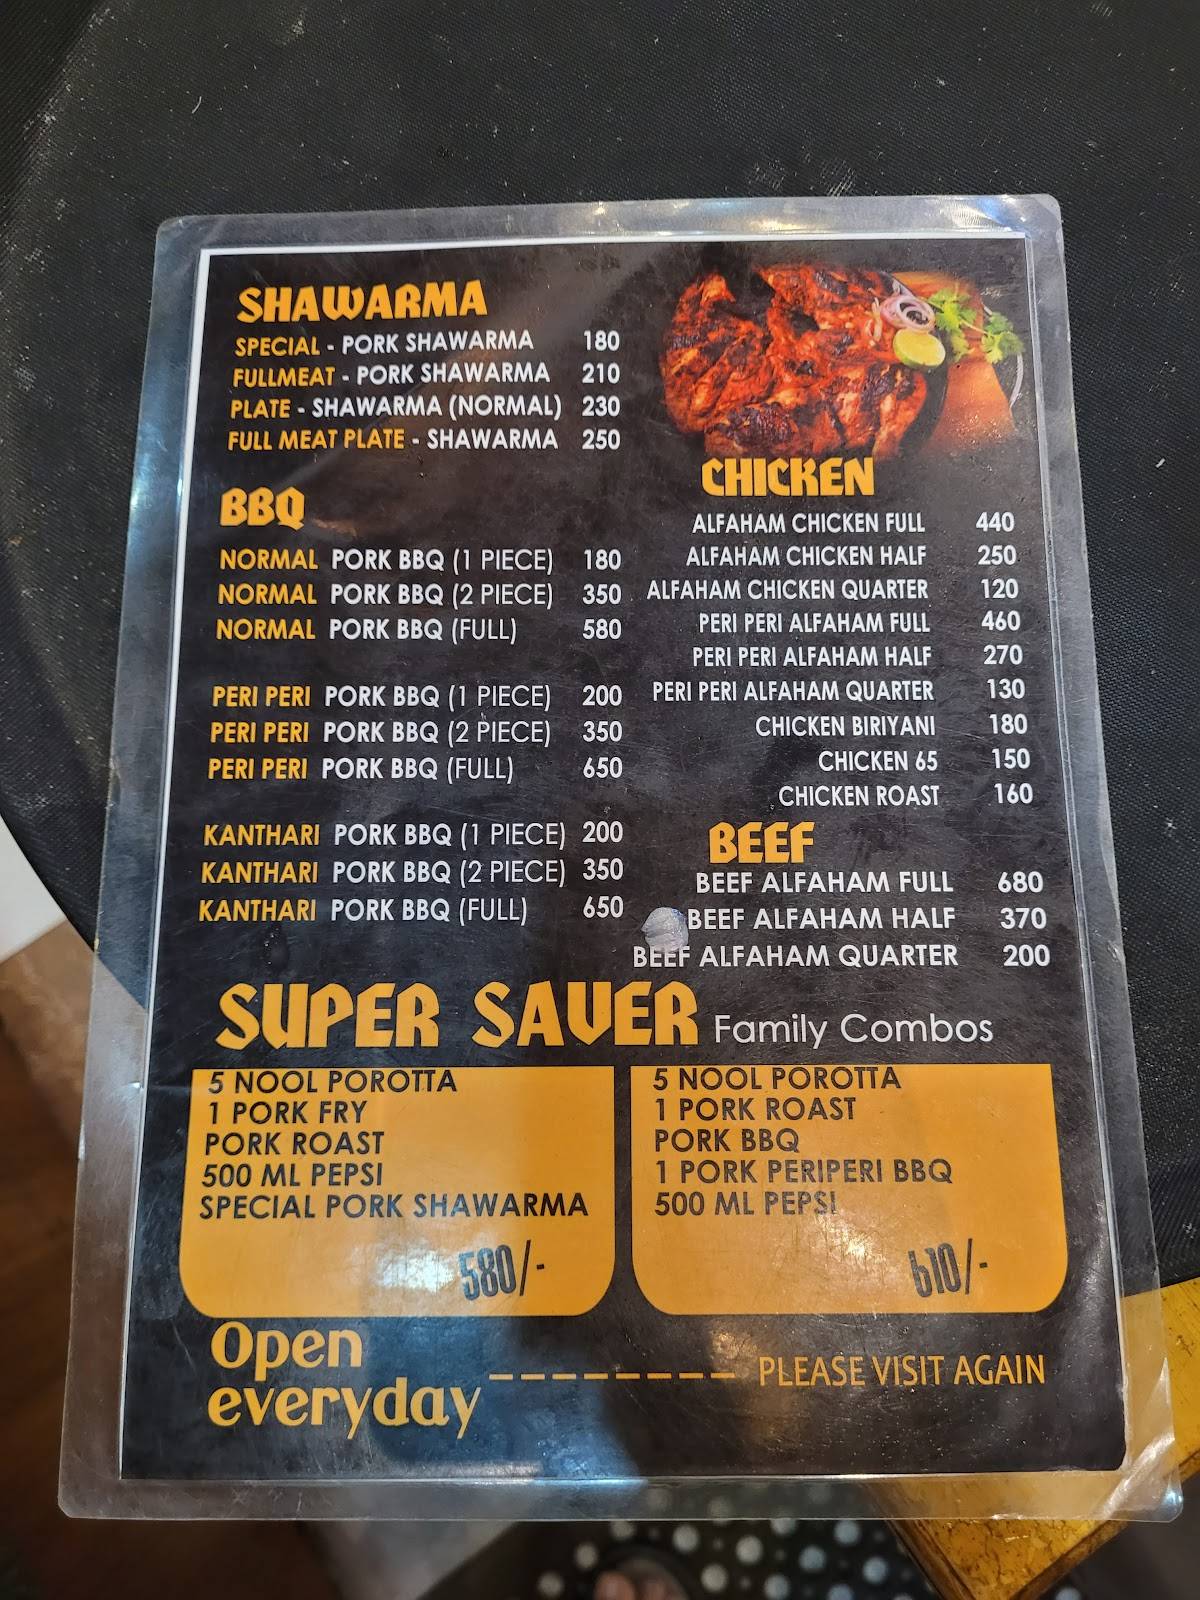 SHAWARMA
SPECIAL - PORK SHAWARMA 180
FULLMEAT - PORK SHAWARMA 210
PLATE - SHAWARMA (NORMAL) 230
FULL MEAT PLATE - SHAWARMA 250
BBQ
NORMAL PORK BBQ (1 PIECE) 180
NORMAL PORK BBQ (2 PIECE) 350
NORMAL PORK BBQ (FULL) 580
PERI PERI PORK BBQ (1 PIECE) 200
PERI PERI PORK BBQ (2 PIECE) 350
PERI PERI PORK BBQ (FULL) 650
KANTHARI PORK BBQ (1 PIECE) 200
KANTHARI PORK BBQ (2 PIECE) 350
KANTHARI PORK BBQ (FULL) 650
CHICKEN
ALFAHAM CHICKEN FULL 440
ALFAHAM CHICKEN HALF 250
ALFAHAM CHICKEN QUARTER 120
PERI PERI ALFAHAM FULL 460
PERI PERI ALFAHAM HALF 270
PERI PERI ALFAHAM QUARTER 130
CHICKEN BIRIYANI 180
CHICKEN 65 150
CHICKEN ROAST 160
BEEF
BEEF ALFAHAM FULL 680
BEEF ALFAHAM HALF 370
BEEF ALFAHAM QUARTER 200
SUPER SAVER Family Combos
5 NOOL POROTTA
1 PORK FRY
PORK ROAST
500 ML PEPSI
SPECIAL PORK SHAWARMA
580/-
5 NOOL POROTTA
1 PORK ROAST
PORK BBQ
1 PORK PERIPERI BBQ
500 ML PEPSI
610/-
Open
everyday
PLEASE VISIT AGAIN